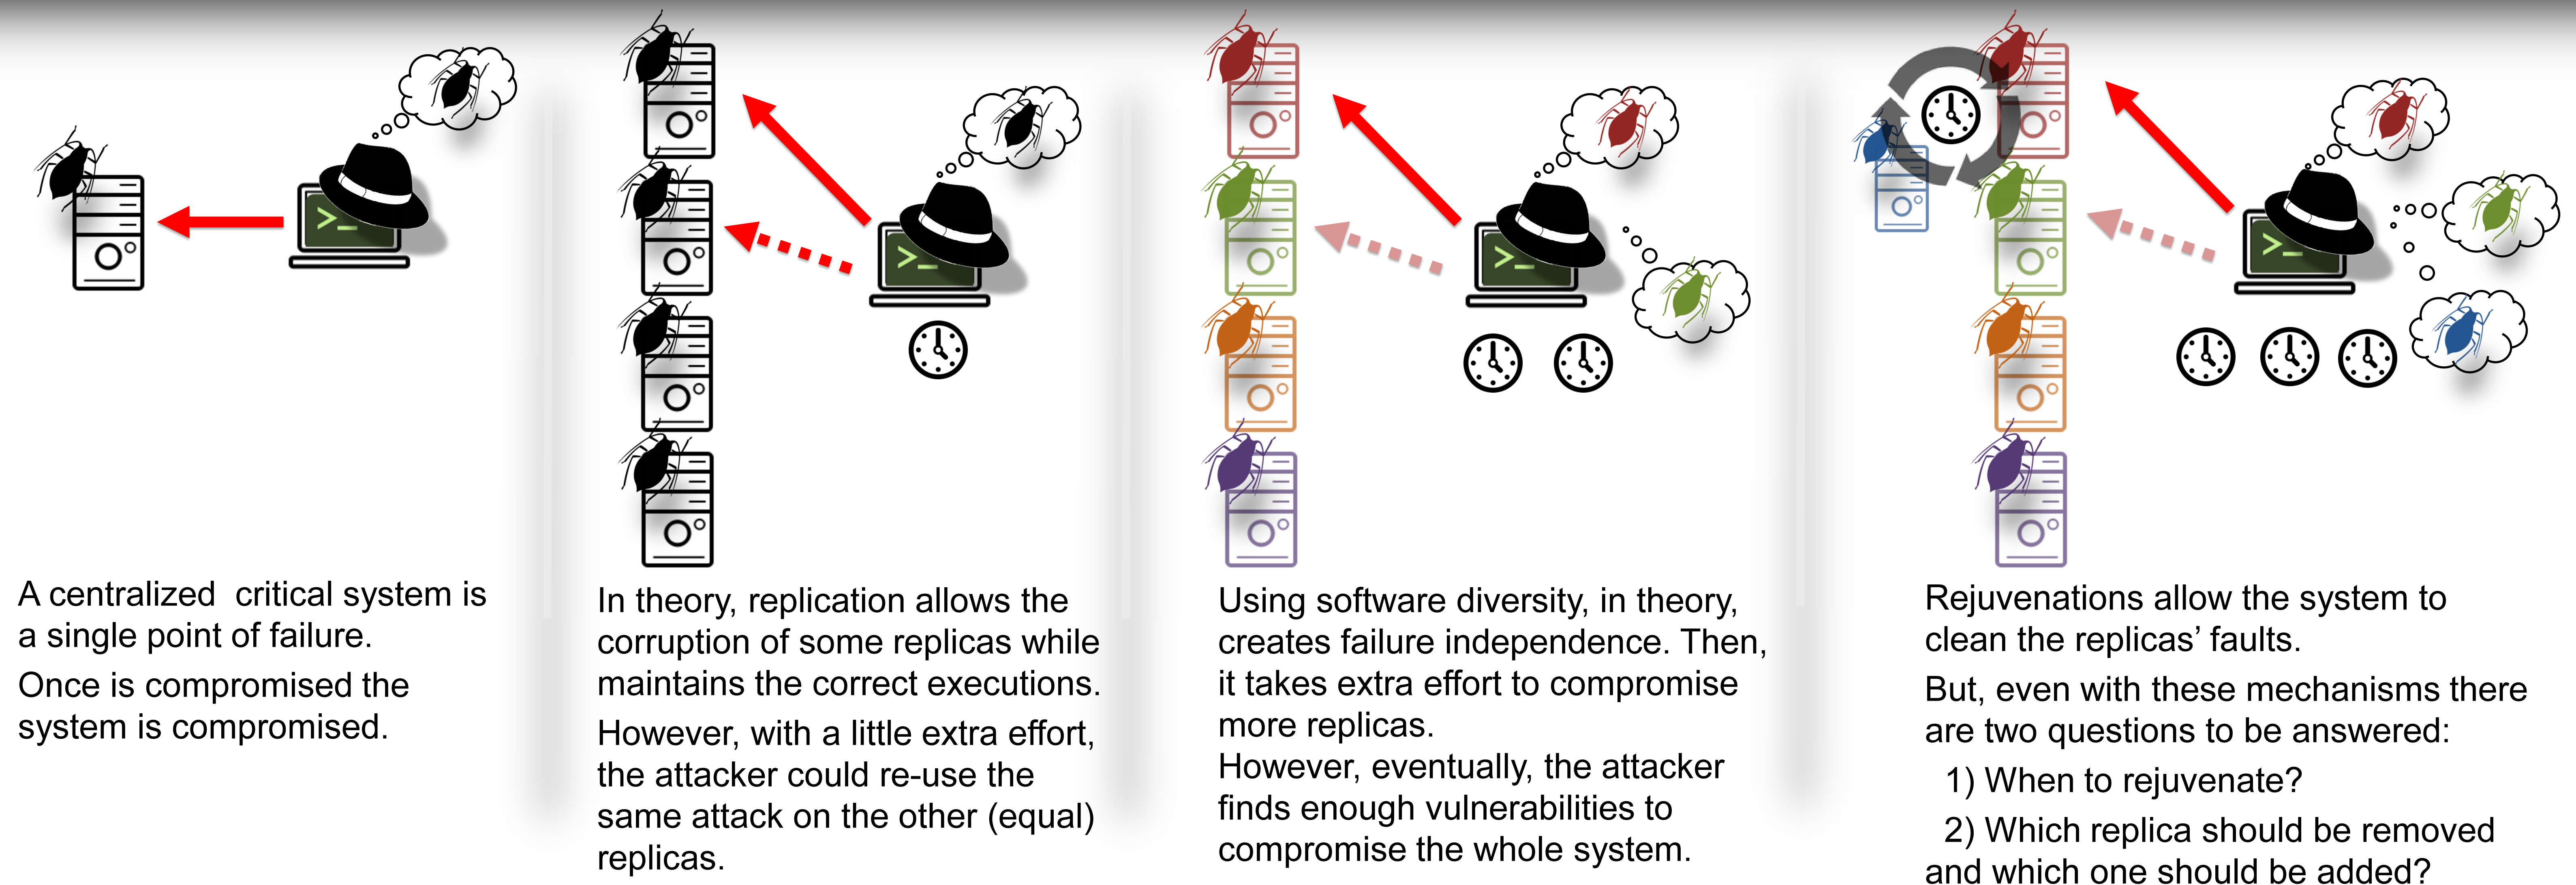 A centralized  critical system is
a single point of failure.
Once is compromised the
system is compromised.
In theory, replication allows the
corruption of some replicas while
maintains the correct executions.
However, with a little extra effort,
the attacker could re-use the
same attack on the other (equal)
replicas.
Using software diversity, in theory,
creates failure independence. Then,
it takes extra effort to compromise
more replicas.
However, eventually, the attacker
finds enough vulnerabilities to
compromise the whole system.
Rejuvenations allow the system to
clean the replicas’ faults.
But, even with these mechanisms there
are two questions to be answered:
1) When to rejuvenate?
2) Which replica should be removed
and which one should be added?
>_
>_
>_
>_